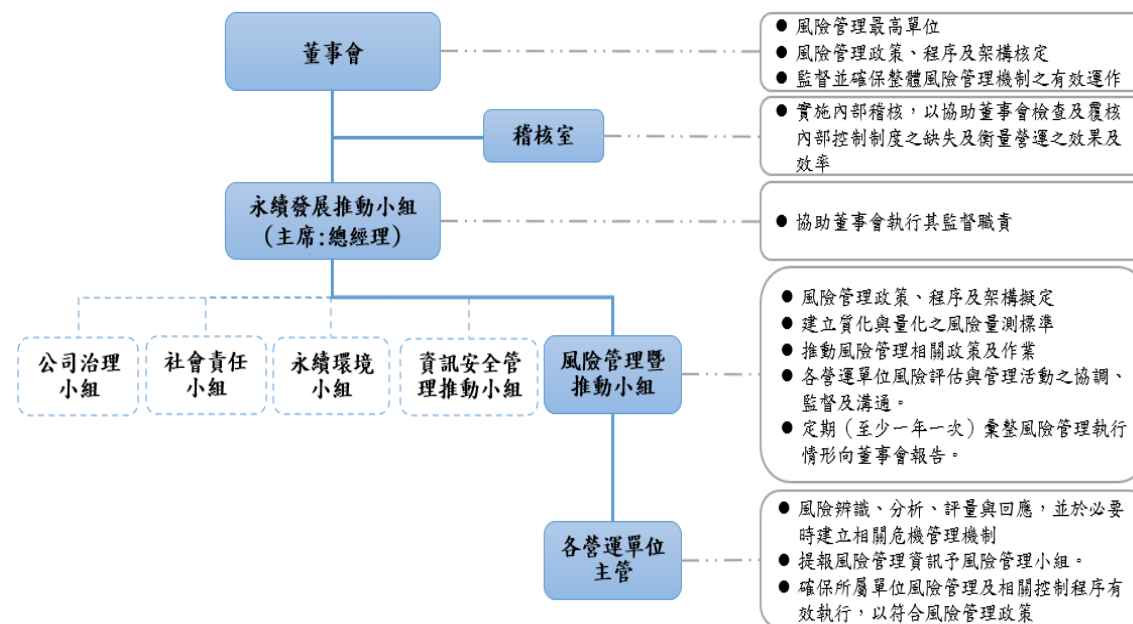 董事會
● 風險管理最高單位
● 風險管理政策、程序及架構核定
● 監督並確保整體風險管理機制之有效運作
稽核室
● 實施內部稽核，以協助董事會檢查及覆核
內部控制制度之缺失及衡量營運之效果及
效率
永續發展推動小組
(主席:總經理)
● 協助董事會執行其監督職責
公司治理
小組
社會責任
小組
永續環境
小組
資訊安全管
理推動小組
風險管理暨
推動小組
● 風險管理政策、程序及架構擬定
● 建立質化與量化之風險量測標準
● 推動風險管理相關政策及作業
● 各營運單位風險評估與管理活動之協調、
監督及溝通。
● 定期（至少一年一次）彙整風險管理執行
情形向董事會報告。
各營運單位
主管
● 風險辨識、分析、評量與回應，並於必要
時建立相關危機管理機制
● 提報風險管理資訊予風險管理小組。
● 確保所屬單位風險管理及相關控制程序有
效執行，以符合風險管理政策